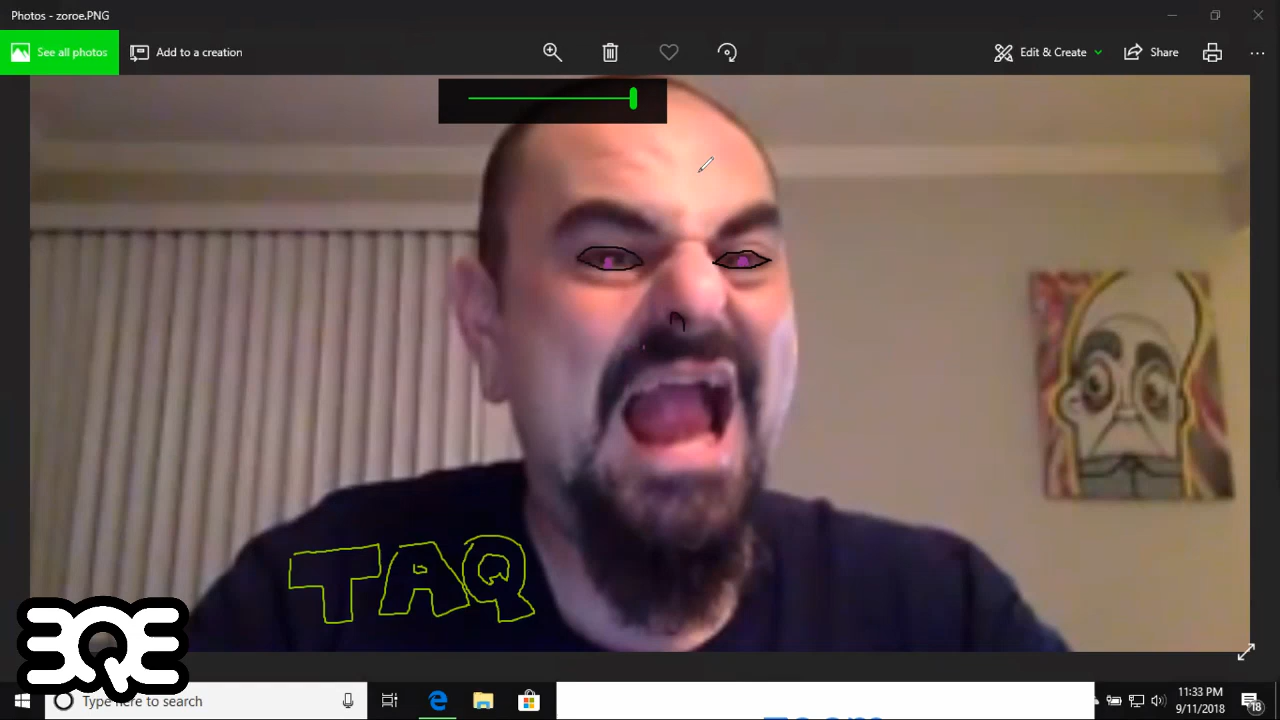 Photos - zoroe.PNG
See all photos
Add to a creation
Edit & Create
Share
TAQ
Type here to search
11:33 PM
9/11/2018
18